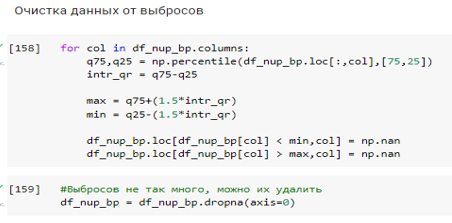 Очистка данных от выбросов
[158] for col in df_nup_bp.columns:
q75,q25 = np.percentile(df_nup_bp.loc[:,col],[75,25])
intr_qr = q75-q25
max = q75+(1.5*intr_qr)
min = q25-(1.5*intr_qr)
df_nup_bp.loc[df_nup_bp[col] < min,col] = np.nan
df_nup_bp.loc[df_nup_bp[col] > max,col] = np.nan
[159] #Выбросов не так много, можно их удалить
df_nup_bp = df_nup_bp.dropna(axis=0)